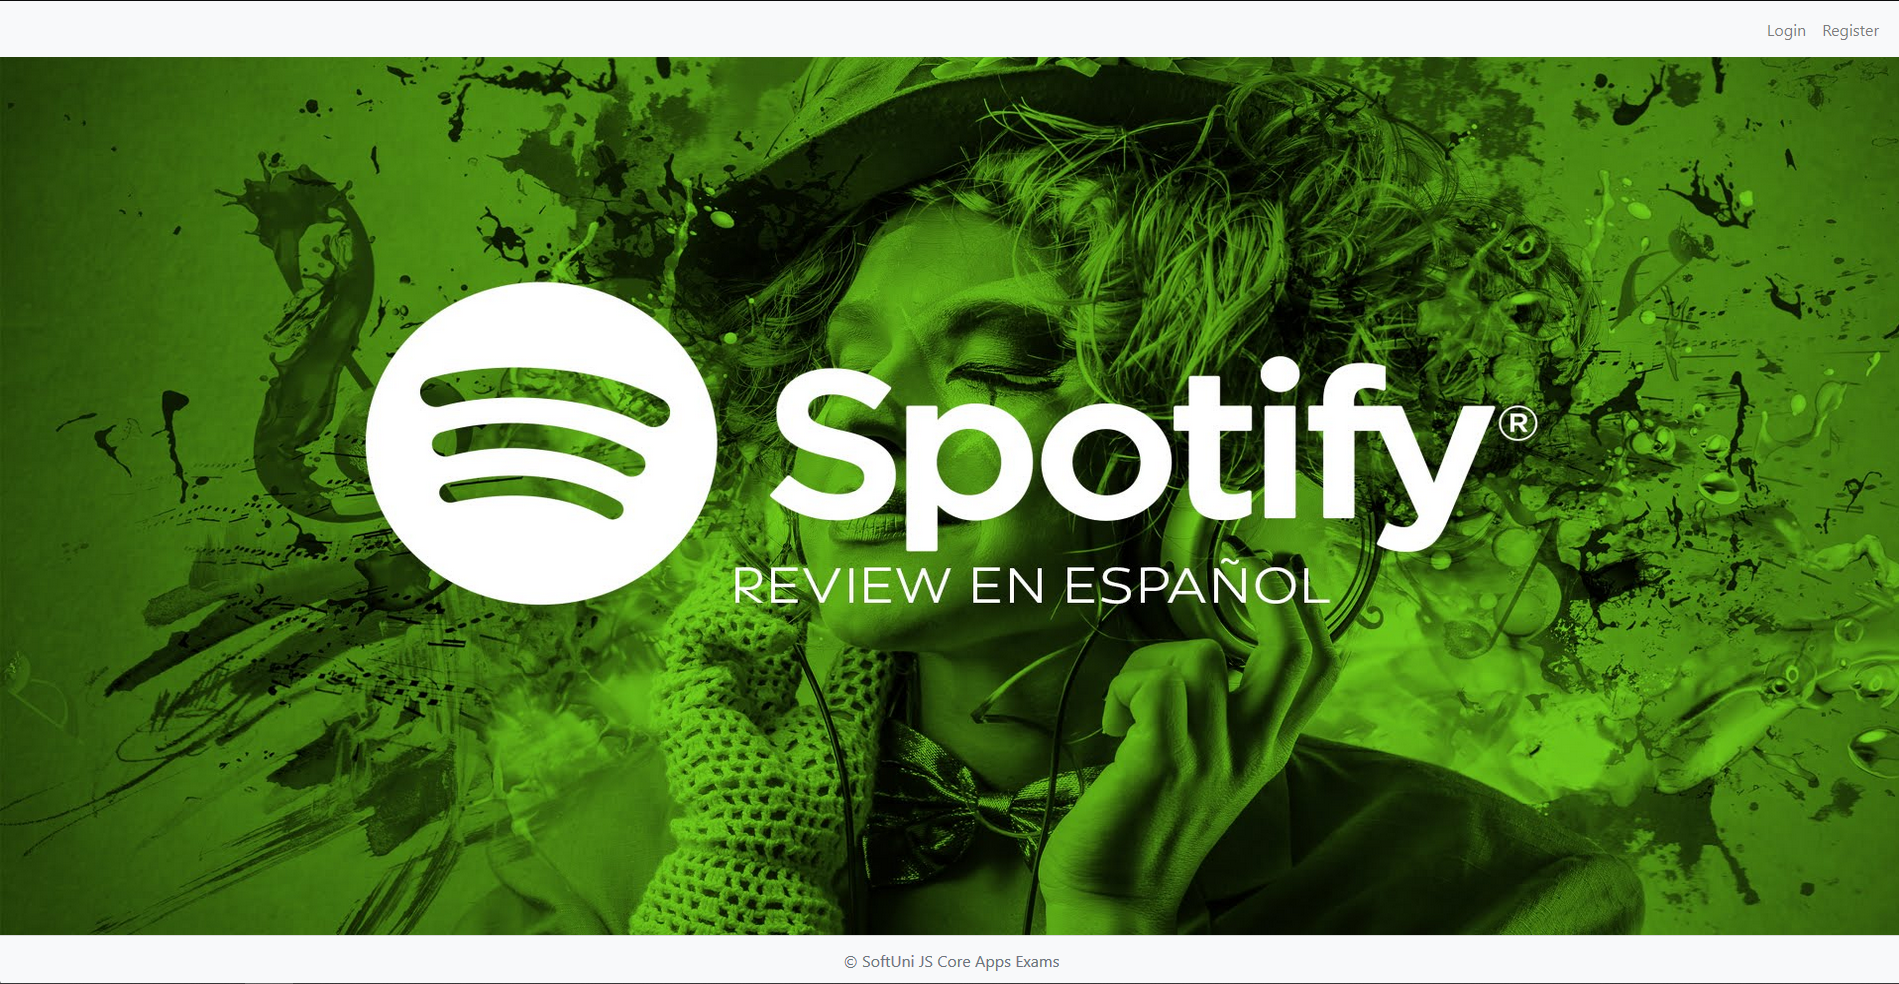 Login Register
Spotify®
REVIEW EN ESPAÑOL
© SoftUni JS Core Apps Exams